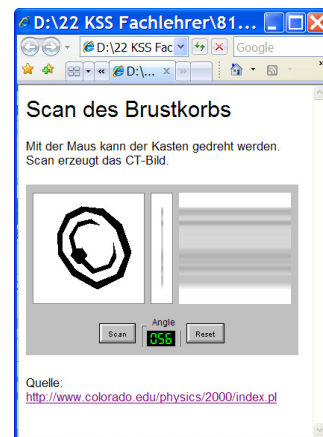 D:\22 KSS Fachlehrer\81...
D:\22 KSS Fac
Google
D:\...
Scan des Brustkorbs
Mit der Maus kann der Kasten gedreht werden.
Scan erzeugt das CT-Bild.
Angle
Scan
056
Reset
Quelle:
http://www.colorado.edu/physics/2000/index.pl